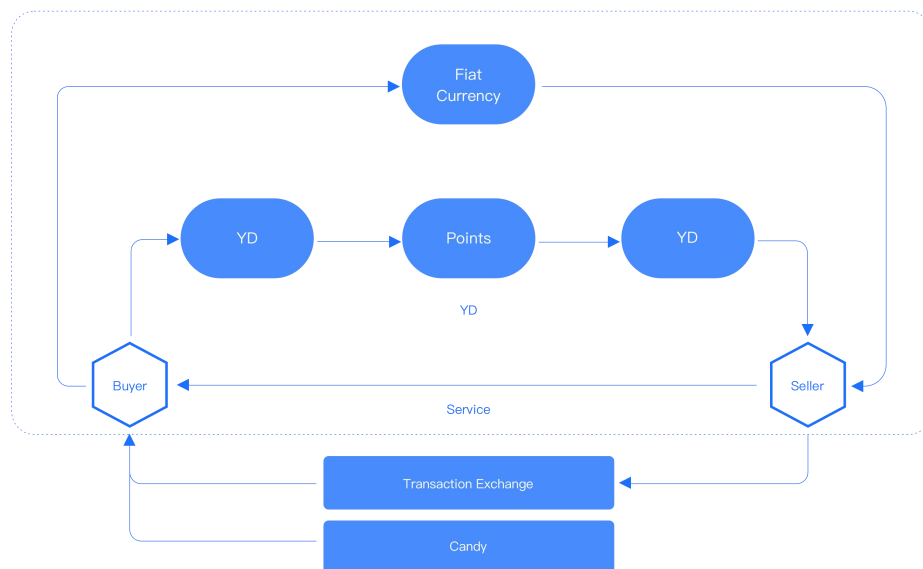 Fiat
Currency
YD
Points
YD
YD
Buyer
Seller
Service
Transaction Exchange
Candy